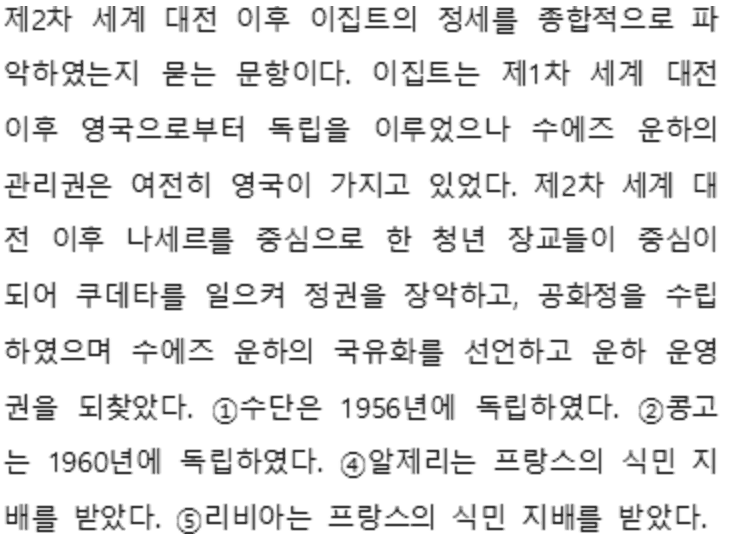 제2차 세계 대전 이후 이집트의 정세를 종합적으로 파
악하였는지 묻는 문항이다. 이집트는 제1차 세계 대전
이후 영국으로부터 독립을 이루었으나 수에즈 운하의
관리권은 여전히 영국이 가지고 있었다. 제2차 세계 대
전 이후 나세르를 중심으로 한 청년 장교들이 중심이
되어 쿠데타를 일으켜 정권을 장악하고, 공화정을 수립
하였으며 수에즈 운하의 국유화를 선언하고 운하 운영
권을 되찾았다. ①수단은 1956년에 독립하였다. ②콩고
는 1960년에 독립하였다. ④알제리는 프랑스의 식민 지
배를 받았다. ⑤리비아는 프랑스의 식민 지배를 받았다.